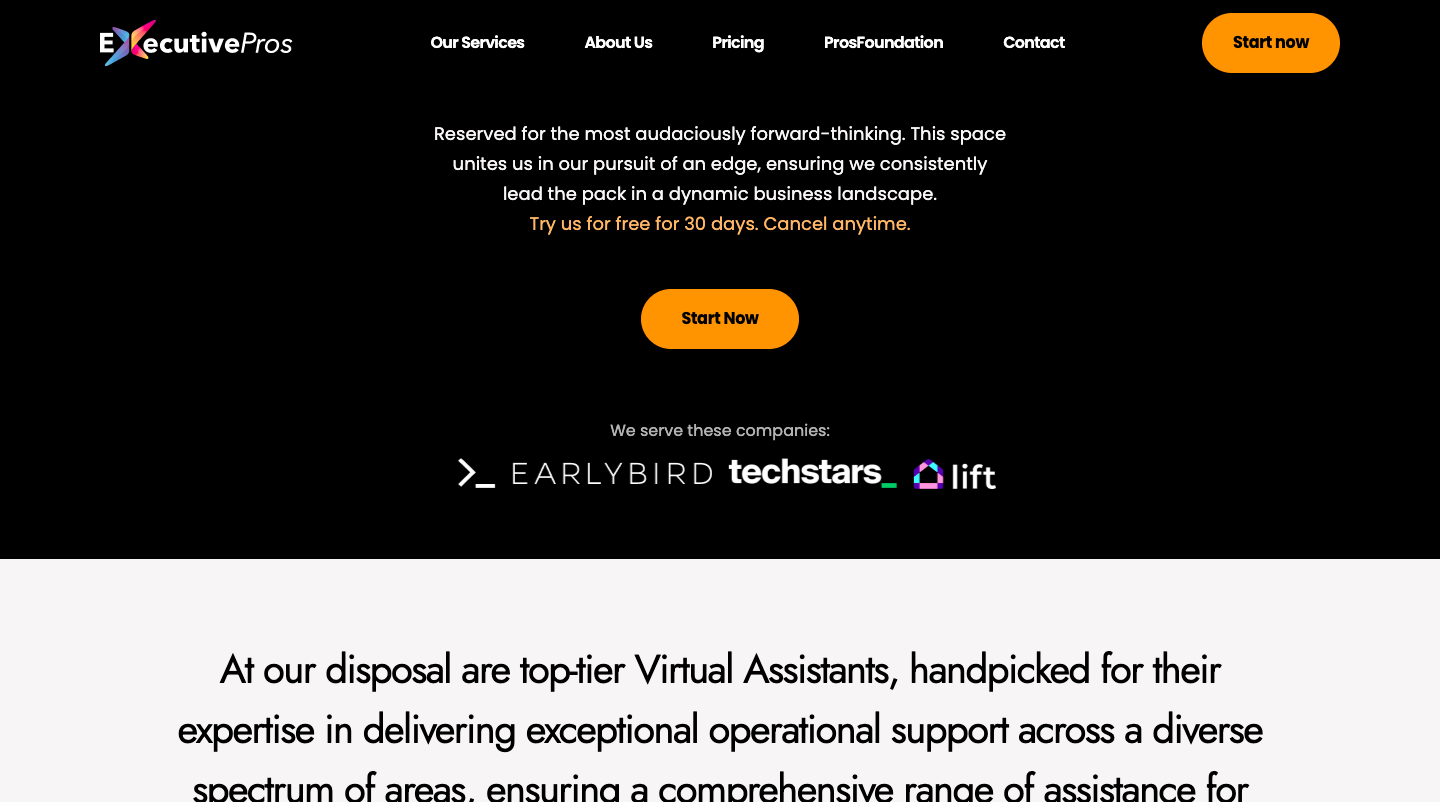 ExecutivePros
Our Services
About Us
Pricing
ProsFoundation
Contact
Start now
Reserved for the most audaciously forward-thinking. This space
unites us in our pursuit of an edge, ensuring we consistently
lead the pack in a dynamic business landscape.
Try us for free for 30 days. Cancel anytime.
Start Now
We serve these companies:
>_ EARLYBIRD techstars_ lift
At our disposal are top-tier Virtual Assistants, handpicked for their
expertise in delivering exceptional operational support across a diverse
spectrum of areas, ensuring a comprehensive range of assistance for